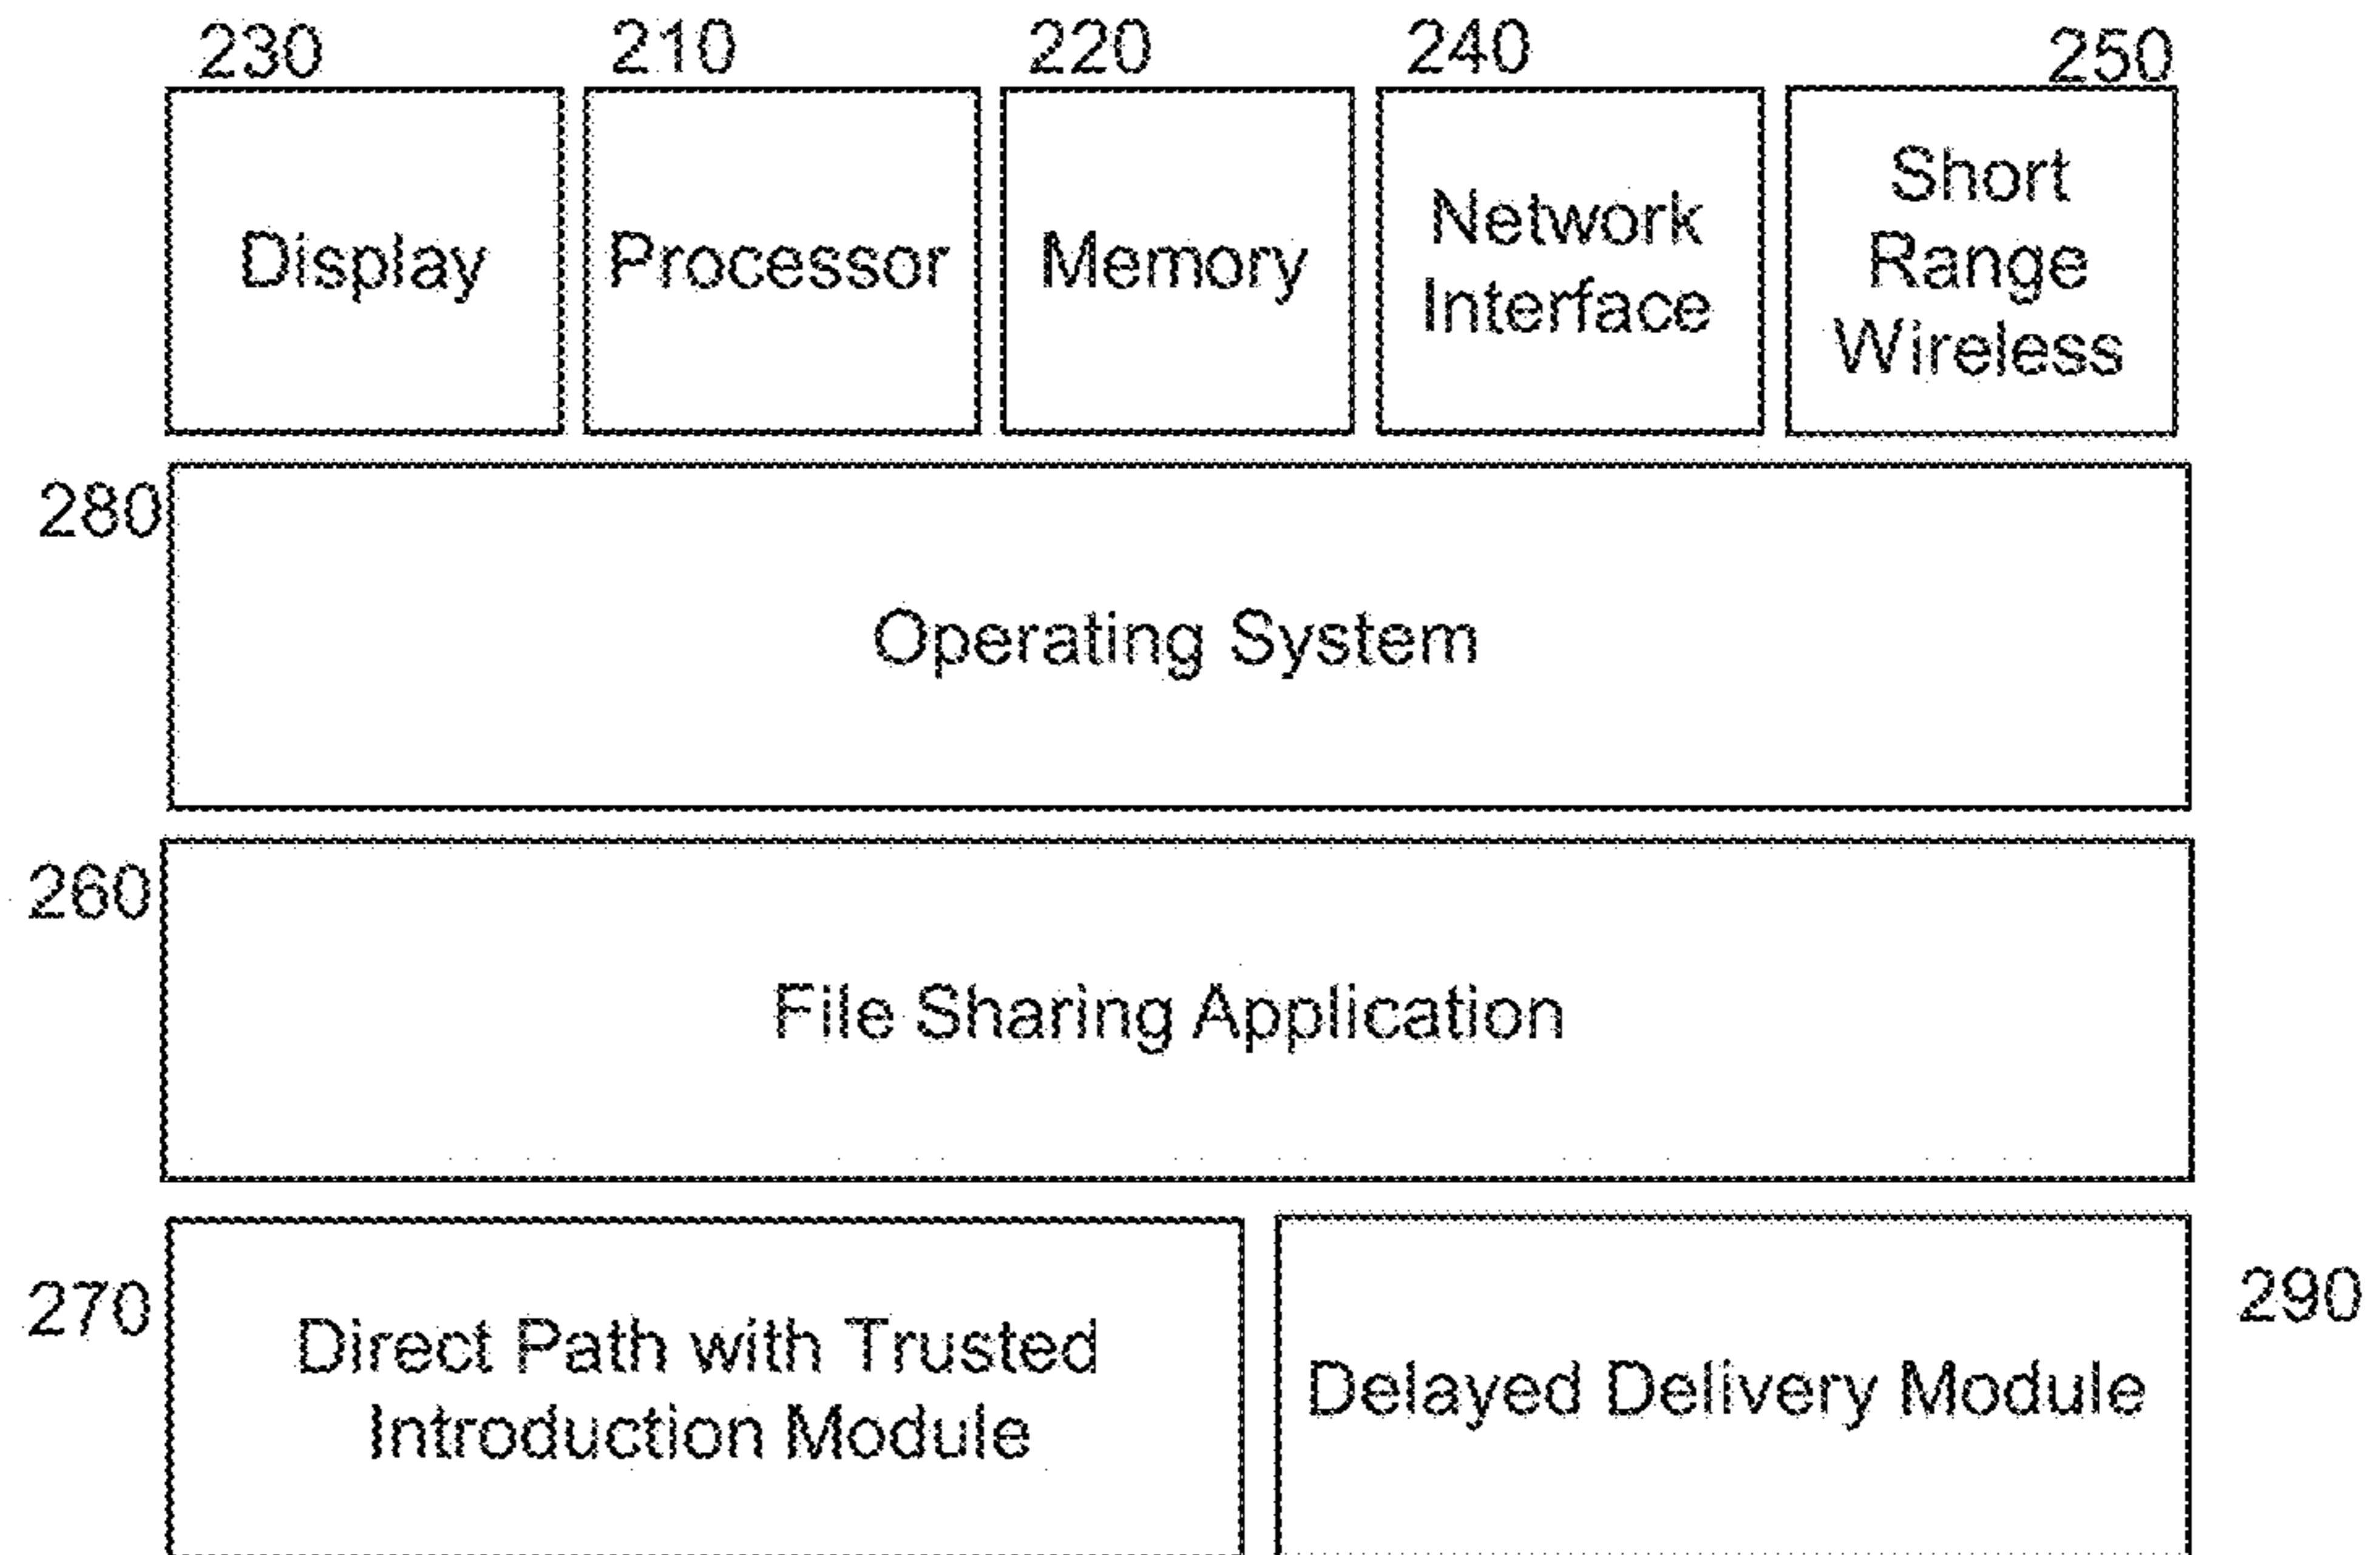 230 210 220 240 250
Display
Processor
Memory
Network
Interface
Short
Range
Wireless
280
Operating System
260
File Sharing Application
270
Direct Path with Trusted
Introduction Module
Delayed Delivery Module
290